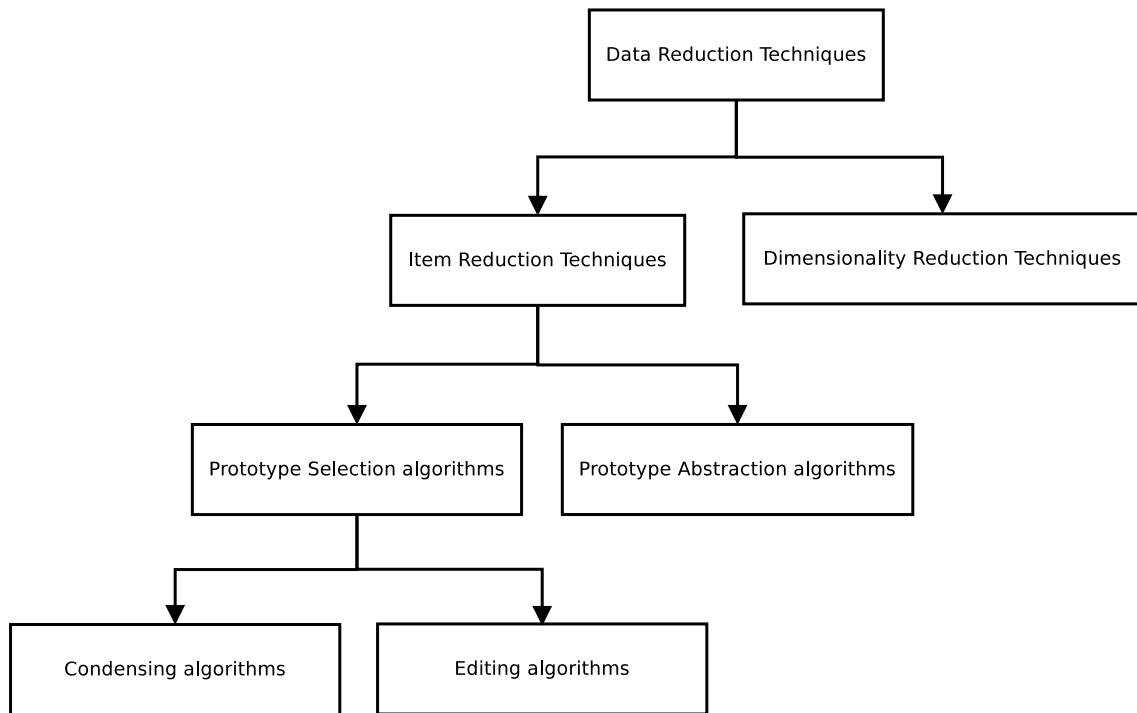 Data Reduction Techniques
Item Reduction Techniques
Dimensionality Reduction Techniques
Prototype Selection algorithms
Prototype Abstraction algorithms
Condensing algorithms
Editing algorithms